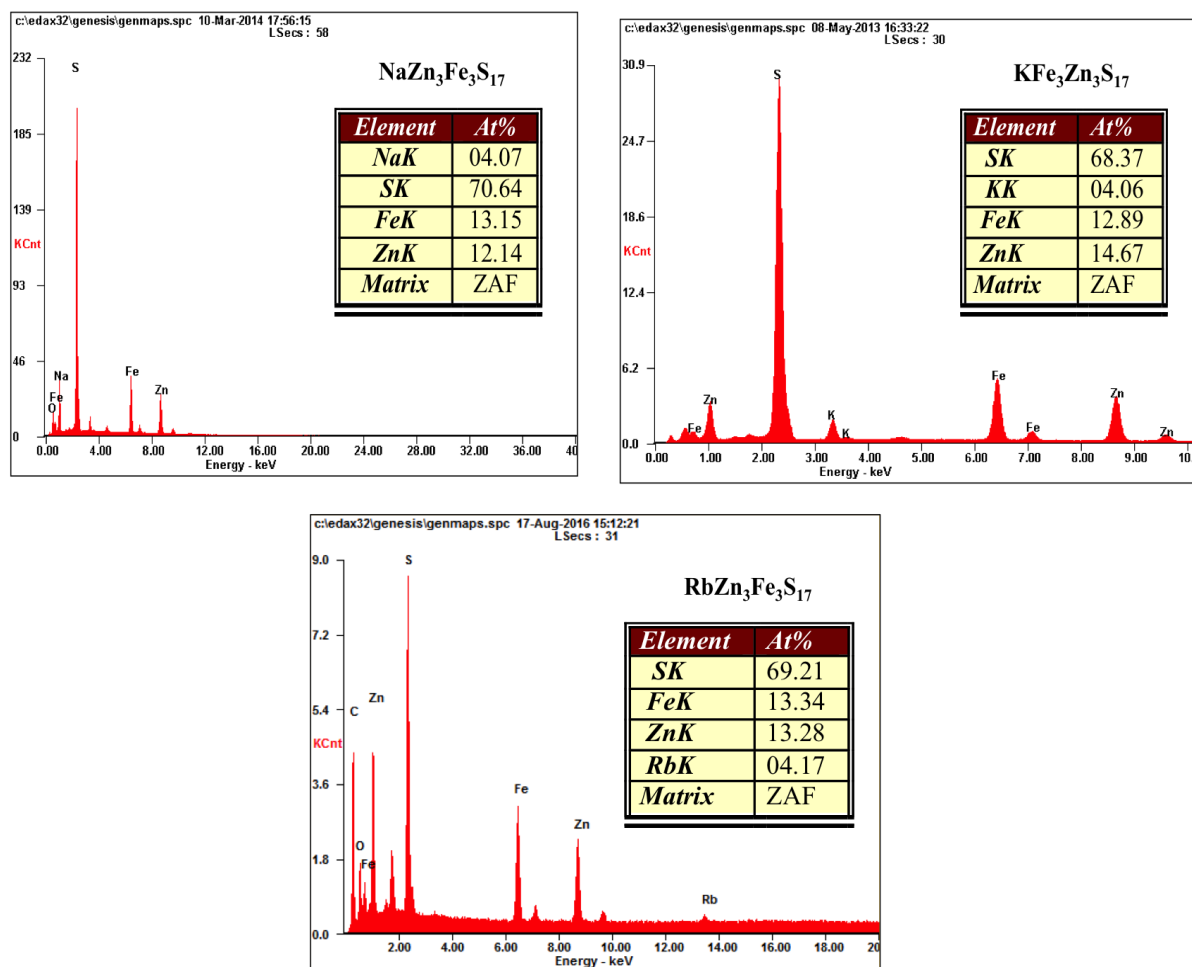 c:\edax32\genesis\genmaps.spc 10-Mar-2014 17:56:15
LSecs : 58
232
185
139
KCnt
93
46
0
S
Na
Fe
O
Fe
Zn
0.00 4.00 8.00 12.00 16.00 20.00 24.00 28.00 32.00 36.00 40
Energy - keV
NaZn₃Fe₃S₁₇
Element At%
NaK 04.07
SK 70.64
FeK 13.15
ZnK 12.14
Matrix ZAF
c:\edax32\genesis\genmaps.spc 08-May-2013 16:33:22
LSecs : 30
30.9
24.7
18.6
KCnt
12.4
6.2
0.0
S
Zn
Fe
K
K
Fe
Fe
Zn
Zn
0.00 1.00 2.00 3.00 4.00 5.00 6.00 7.00 8.00 9.00 10.
Energy - keV
KFe₃Zn₃S₁₇
Element At%
SK 68.37
KK 04.06
FeK 12.89
ZnK 14.67
Matrix ZAF
c:\edax32\genesis\genmaps.spc 17-Aug-2016 15:12:21
LSecs : 31
9.0
7.2
5.4
KCnt
3.6
1.8
0.0
S
Zn
C
O
Fe
Fe
Zn
Rb
2.00 4.00 6.00 8.00 10.00 12.00 14.00 16.00 18.00 20
Energy - keV
RbZn₃Fe₃S₁₇
Element At%
SK 69.21
FeK 13.34
ZnK 13.28
RbK 04.17
Matrix ZAF